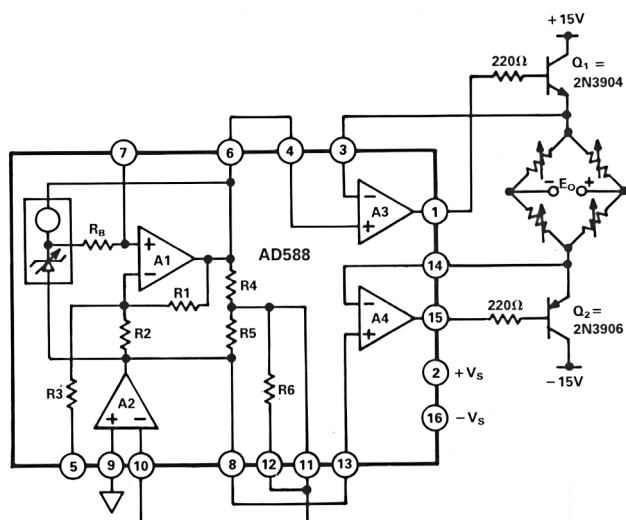 +15V
220Ω
Q1 =
2N3904
7
6
4
3
RB
+
−
A1
AD588
−
+
A3
1
− EO +
R4
R1
R2
R5
R3
A2
+ −
R6
14
−
+
A4
15
220Ω
Q2 =
2N3906
−15V
2
+VS
16
−VS
5
9
10
8
12
11
13